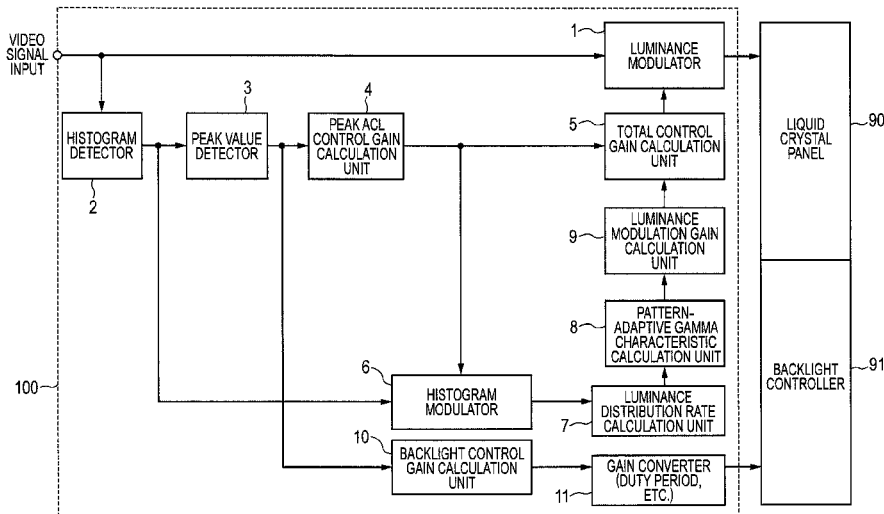 VIDEO
SIGNAL
INPUT
1
LUMINANCE
MODULATOR
2
HISTOGRAM
DETECTOR
3
PEAK VALUE
DETECTOR
4
PEAK ACL
CONTROL GAIN
CALCULATION
UNIT
5
TOTAL CONTROL
GAIN CALCULATION
UNIT
LIQUID
CRYSTAL
PANEL
90
9
LUMINANCE
MODULATION GAIN
CALCULATION
UNIT
8
PATTERN-
ADAPTIVE GAMMA
CHARACTERISTIC
CALCULATION UNIT
100
6
HISTOGRAM
MODULATOR
7
LUMINANCE
DISTRIBUTION RATE
CALCULATION UNIT
BACKLIGHT
CONTROLLER
91
10
BACKLIGHT CONTROL
GAIN CALCULATION
UNIT
11
GAIN CONVERTER
(DUTY PERIOD,
ETC.)